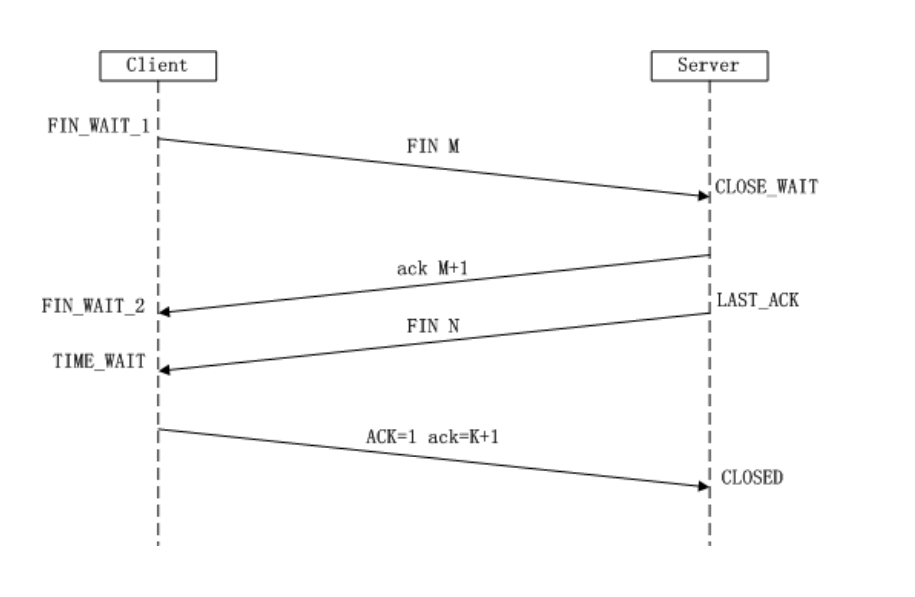 Client
Server
FIN_WAIT_1
FIN M
CLOSE_WAIT
ack M+1
FIN_WAIT_2
LAST_ACK
FIN N
TIME_WAIT
ACK=1 ack=K+1
CLOSED